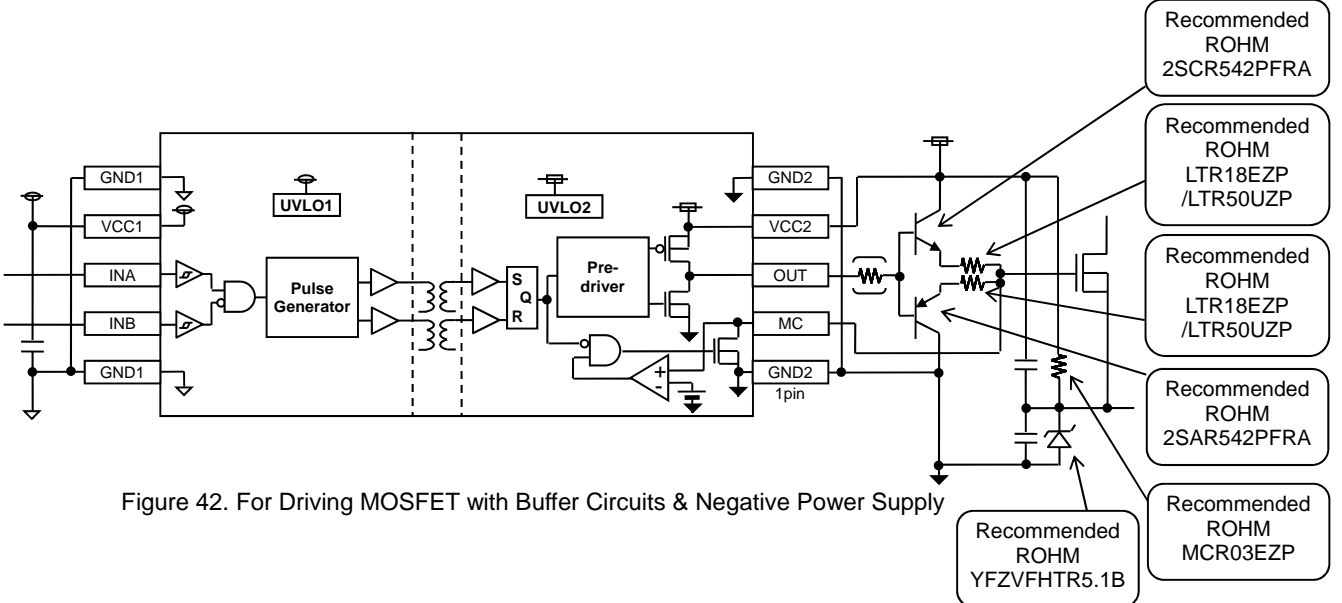 Recommended
ROHM
2SCR542PFRA
Recommended
ROHM
LTR18EZP
/LTR50UZP
Recommended
ROHM
LTR18EZP
/LTR50UZP
Recommended
ROHM
2SAR542PFRA
Recommended
ROHM
MCR03EZP
Recommended
ROHM
YFZVFHTR5.1B
GND1
VCC1
INA
INB
GND1
UVLO1
Pulse
Generator
UVLO2
S
Q
R
Pre-
driver
+
-
GND2
VCC2
OUT
MC
GND2
1pin
Figure 42. For Driving MOSFET with Buffer Circuits & Negative Power Supply